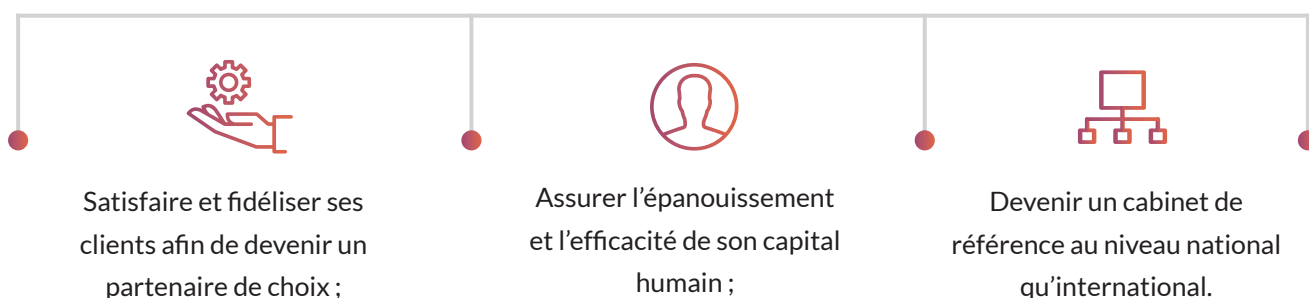 Satisfaire et fidéliser ses
clients afin de devenir un
partenaire de choix ;
Assurer l’épanouissement
et l’efficacité de son capital
humain ;
Devenir un cabinet de
référence au niveau national
qu’international.